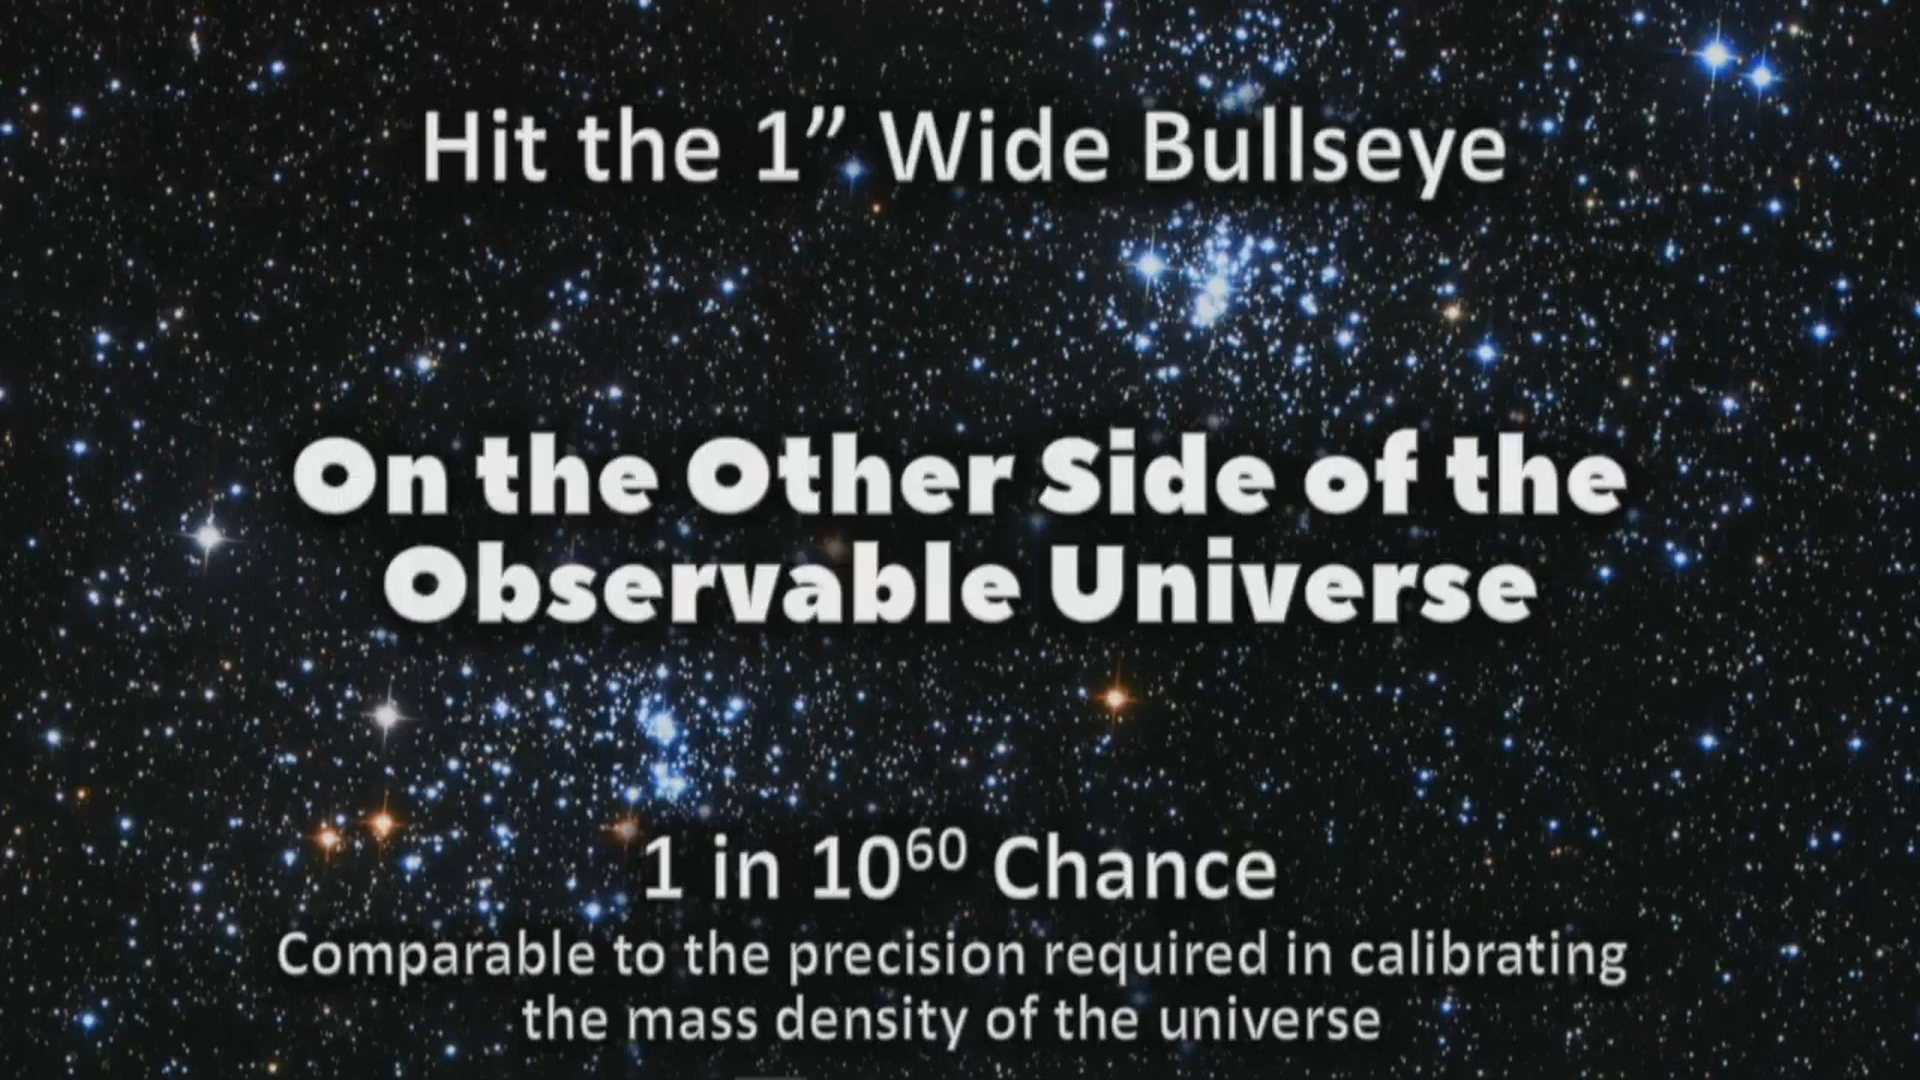 Hit the 1” Wide Bullseye
On the Other Side of the
Observable Universe
1 in 10⁶⁰ Chance
Comparable to the precision required in calibrating
the mass density of the universe